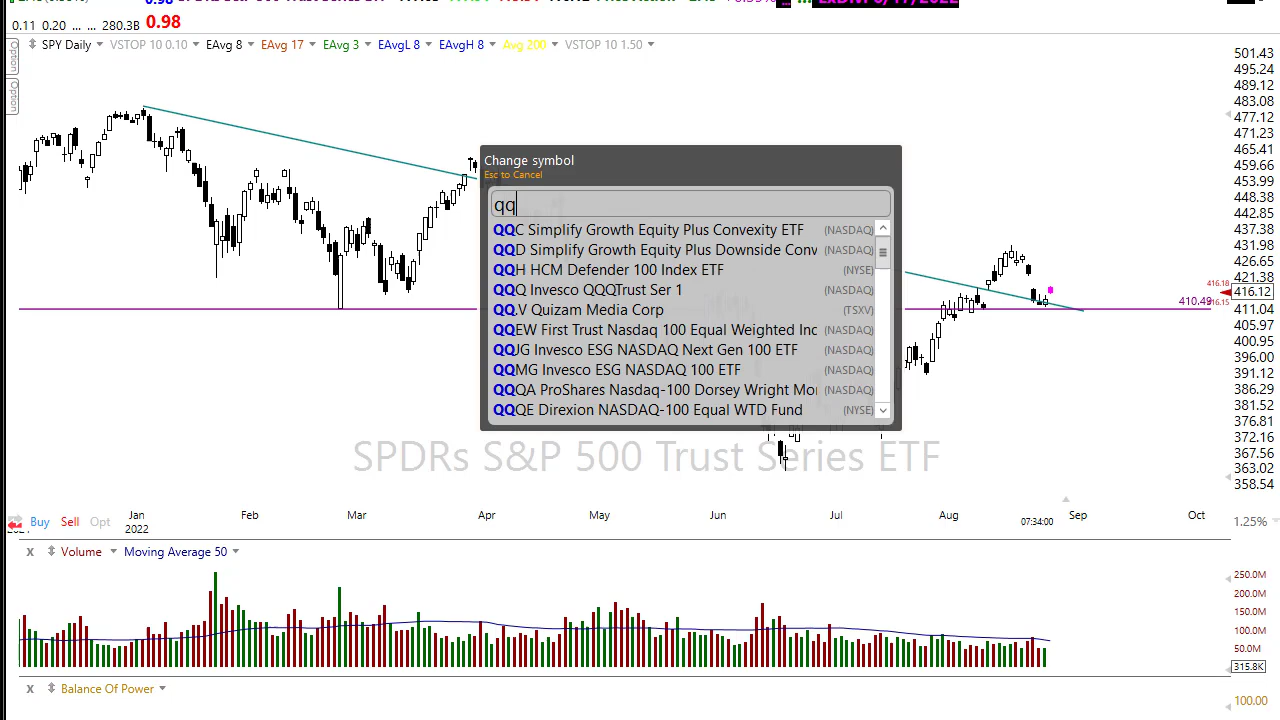 0.11 0.20 ... ... 280.3B 0.98
SPY Daily VSTOP 10 0.10 EAvg 8 EAvg 17 EAvg 3 EAvgL 8 EAvgH 8 Avg 200 VSTOP 10 1.50
Option
Option
501.43
495.24
489.12
483.08
477.12
471.23
465.41
459.66
453.99
448.38
442.85
437.38
431.98
426.65
421.38
416.18
416.12
416.15
410.49
411.04
405.97
400.95
396.00
391.12
386.29
381.52
376.81
372.16
367.56
363.02
358.54
Change symbol
Esc to Cancel
qq
QQC Simplify Growth Equity Plus Convexity ETF (NASDAQ)
QQD Simplify Growth Equity Plus Downside Conv (NASDAQ)
QQH HCM Defender 100 Index ETF (NYSE)
QQQ Invesco QQQTrust Ser 1 (NASDAQ)
QQ.V Quizam Media Corp (TSXV)
QQEW First Trust Nasdaq 100 Equal Weighted Inc (NASDAQ)
QQJG Invesco ESG NASDAQ Next Gen 100 ETF (NASDAQ)
QQMG Invesco ESG NASDAQ 100 ETF (NASDAQ)
QQQA ProShares Nasdaq-100 Dorsey Wright Mo (NASDAQ)
QQQE Direxion NASDAQ-100 Equal WTD Fund (NYSE)
SPDRs S&P 500 Trust Series ETF
Buy Sell Opt
Jan Feb Mar Apr May Jun Jul Aug Sep Oct
2022
07:34:00
1.25%
X Volume Moving Average 50
250.0M
200.0M
150.0M
100.0M
50.0M
315.8K
X Balance Of Power
100.00